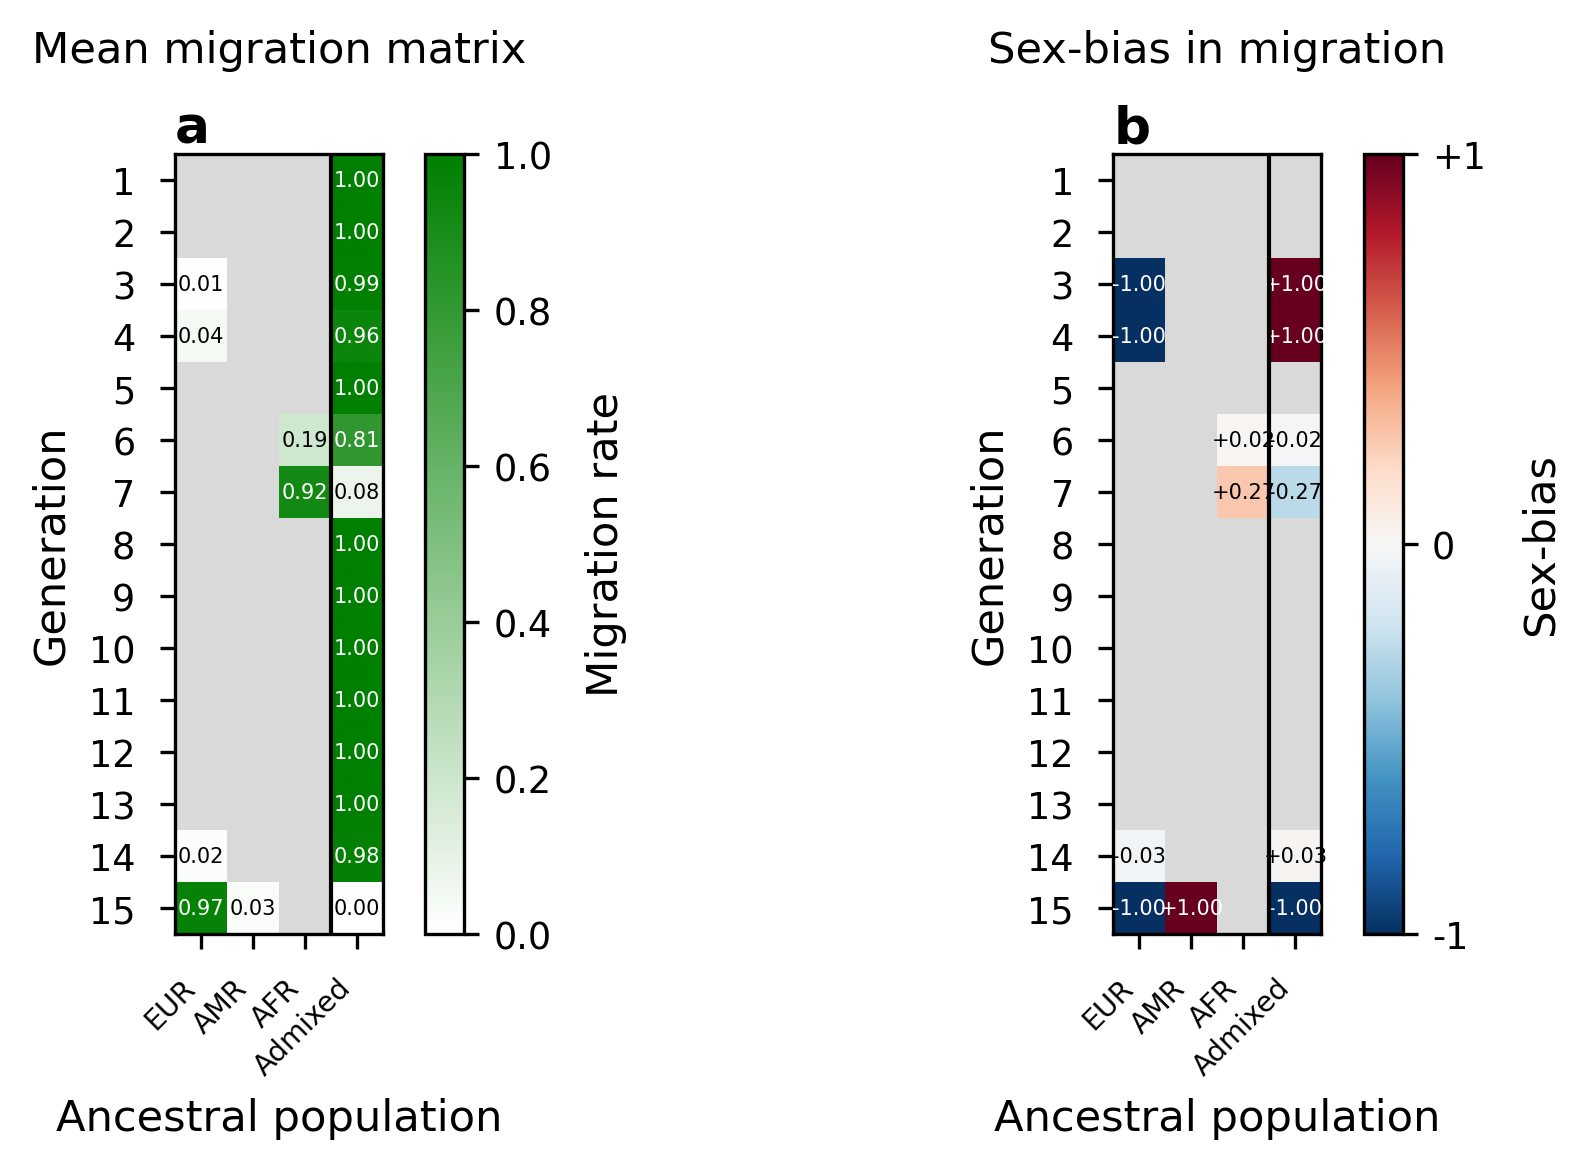 Mean migration matrix
a
1 1.00
2 1.00
3 0.01 0.99
4 0.04 0.96
5 1.00
6 0.19 0.81
7 0.92 0.08
8 1.00
9 1.00
10 1.00
11 1.00
12 1.00
13 1.00
14 0.02 0.98
15 0.97 0.03 0.00
EUR
AMR
AFR
Admixed
Generation
Ancestral population
1.0
0.8
0.6
0.4
0.2
0.0
Migration rate
Sex-bias in migration
b
1
2
3 -1.00 +1.00
4 -1.00 +1.00
5
6 +0.02 -0.02
7 +0.27 -0.27
8
9
10
11
12
13
14 -0.03 +0.03
15 -1.00 +1.00 -1.00
EUR
AMR
AFR
Admixed
Generation
Ancestral population
+1
0
-1
Sex-bias